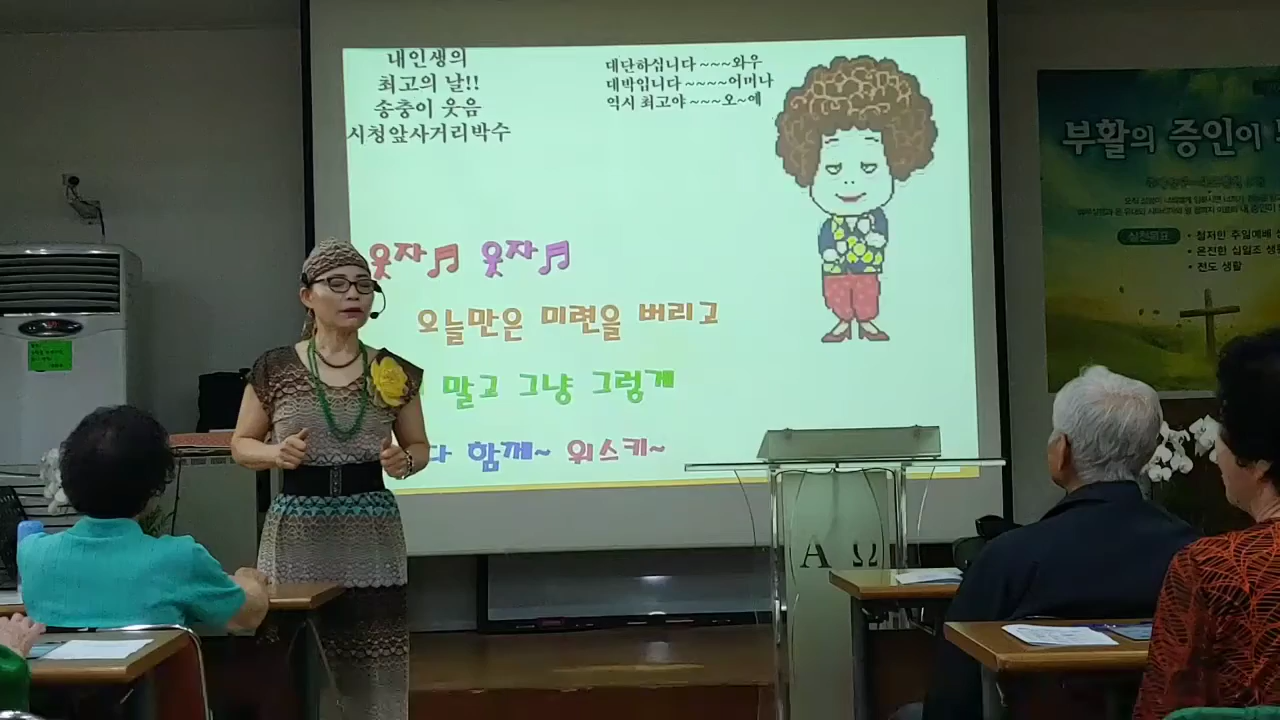 내인생의
최고의 날!!
송충이 웃음
시청앞사거리박수
대단하십니다~~~와우
대박입니다~~~~어머나
역시 최고야~~~오~예
웃자♬ 웃자♬
오늘만은 미련을 버리고
말고 그냥 그렇게
다 함께~ 위스키~
부활의 증인이
• 철저한 주일예배
• 온전한 십일조 생
• 전도 생활
Α Ω